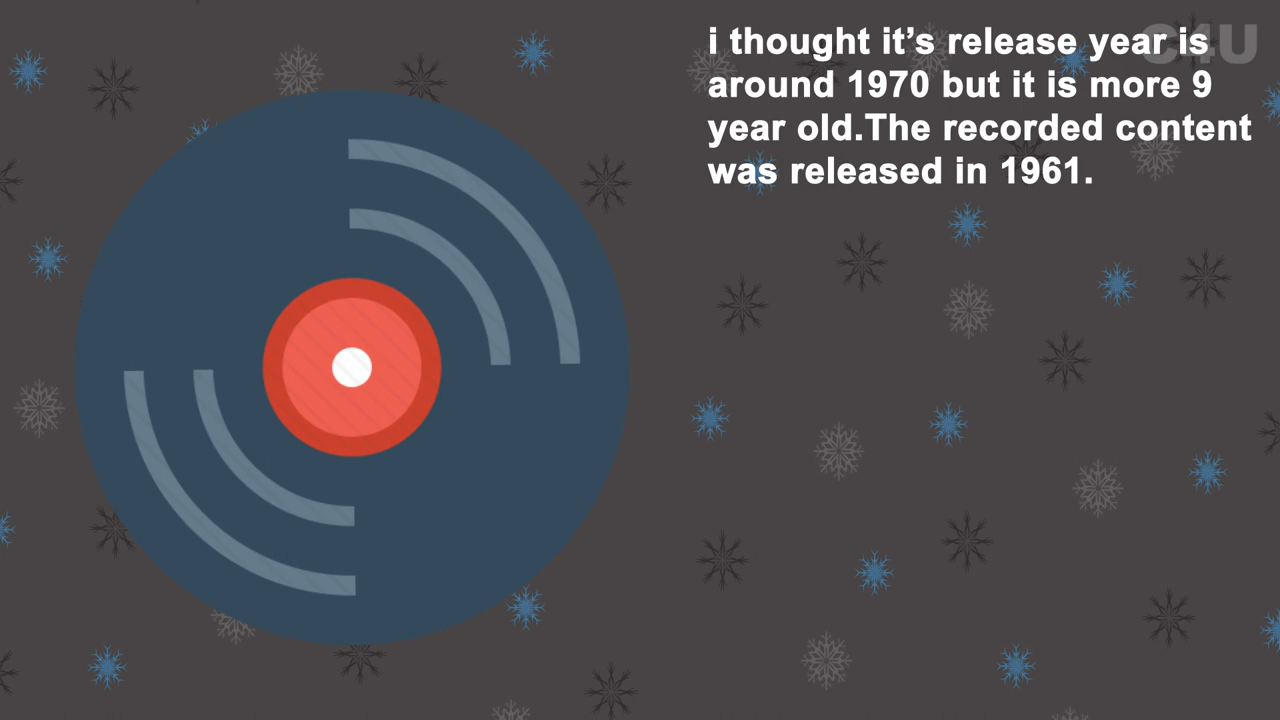 C4U
i thought it’s release year is
around 1970 but it is more 9
year old.The recorded content
was released in 1961.